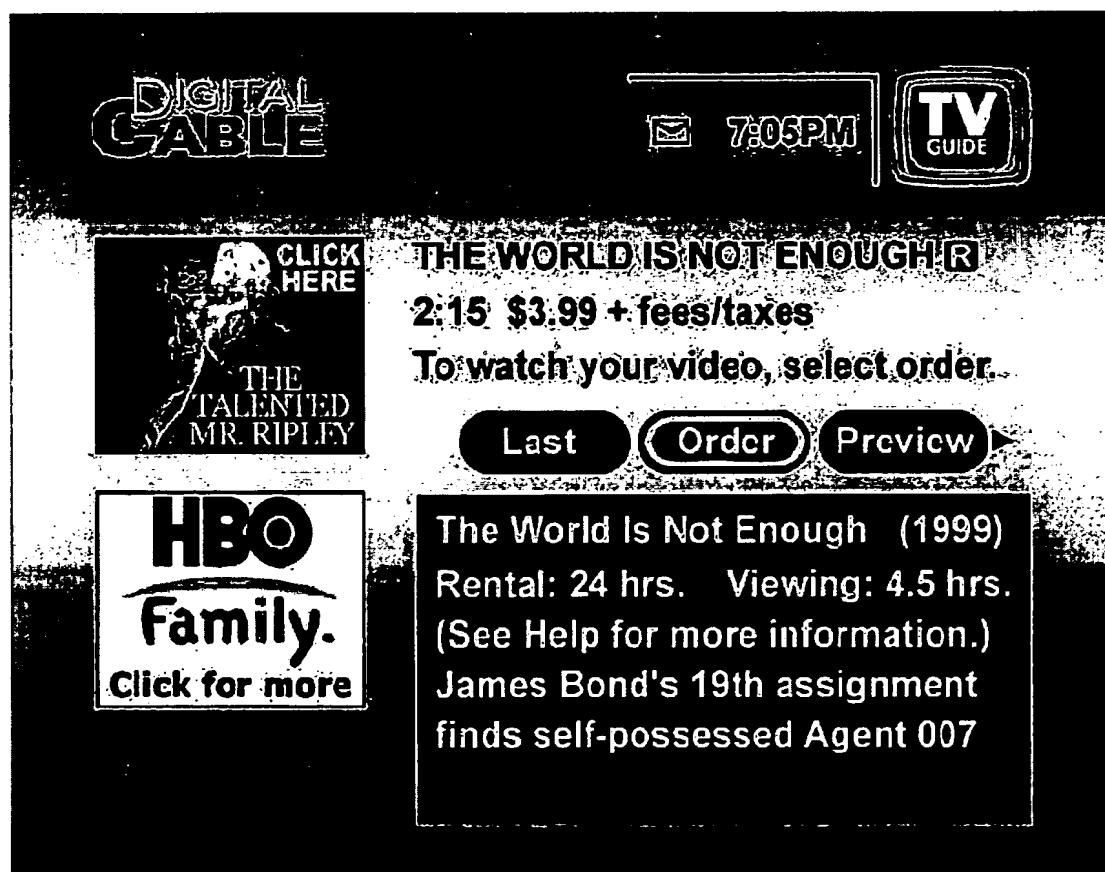 DIGITAL
CABLE
7:05PM
TV
GUIDE
CLICK
HERE
THE
TALENTED
MR. RIPLEY
HBO
Family.
Click for more
THE WORLD IS NOT ENOUGH R
2:15 $3.99 + fees/taxes
To watch your video, select order.
Last Order Preview
The World Is Not Enough (1999)
Rental: 24 hrs. Viewing: 4.5 hrs.
(See Help for more information.)
James Bond's 19th assignment
finds self-possessed Agent 007